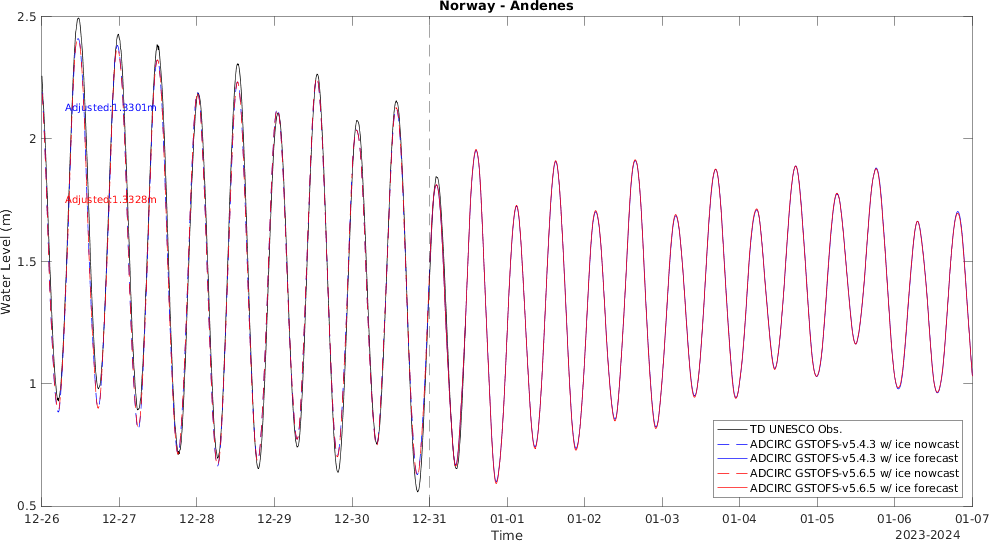 Norway - Andenes
2.5
2
1.5
1
0.5
Water Level (m)
Adjusted:1.3301m
Adjusted:1.3328m
TD UNESCO Obs.
ADCIRC GSTOFS-v5.4.3 w/ ice nowcast
ADCIRC GSTOFS-v5.4.3 w/ ice forecast
ADCIRC GSTOFS-v5.6.5 w/ ice nowcast
ADCIRC GSTOFS-v5.6.5 w/ ice forecast
12-26 12-27 12-28 12-29 12-30 12-31 01-01 01-02 01-03 01-04 01-05 01-06 01-07
Time
2023-2024